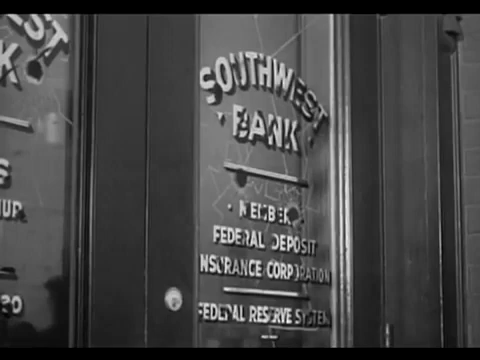 SOUTHWEST
· BANK ·
· MEMBER ·
FEDERAL DEPOSIT
INSURANCE CORPORATION
FEDERAL RESERVE SYSTEM